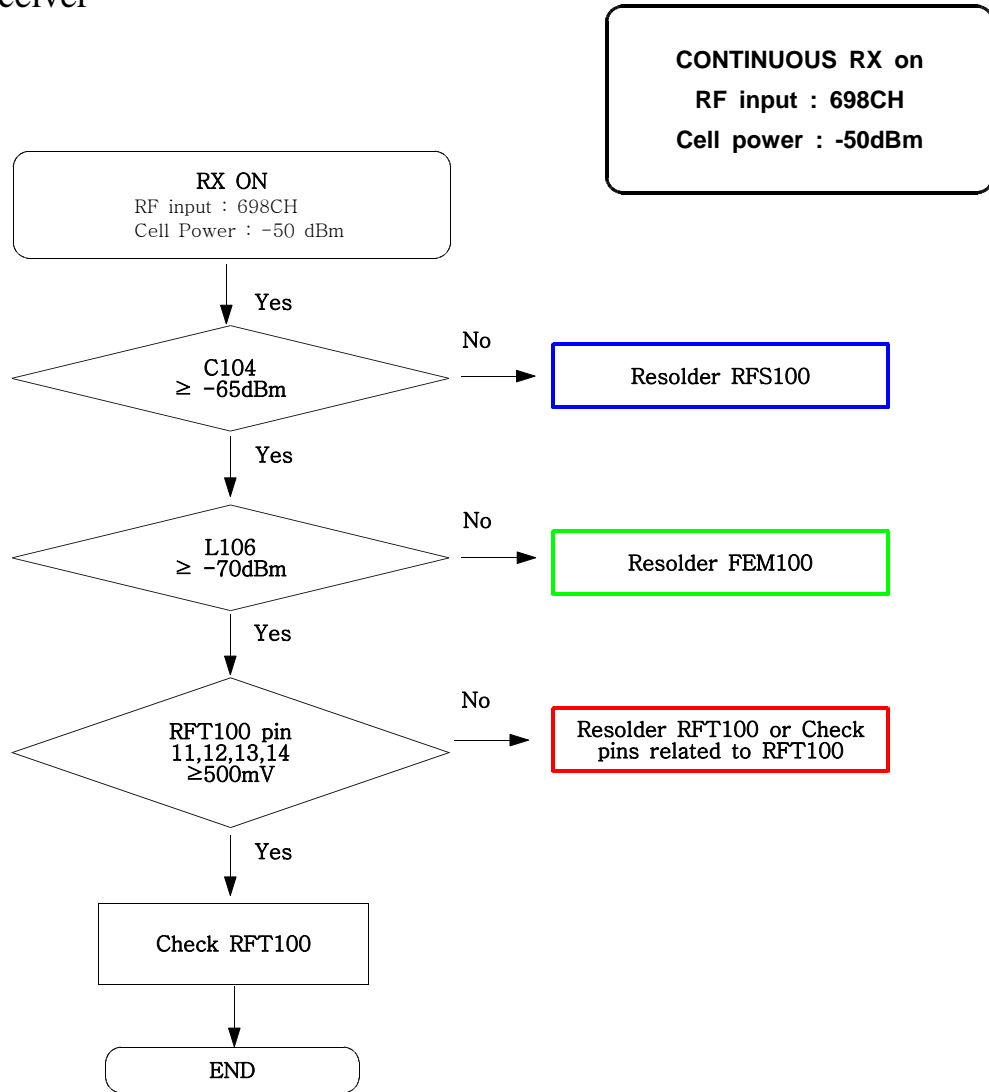 CONTINUOUS RX on
RF input : 698CH
Cell power : -50dBm
RX ON
RF input : 698CH
Cell Power : -50 dBm
Yes
C104
≥ -65dBm
No
Resolder RFS100
Yes
L106
≥ -70dBm
No
Resolder FEM100
Yes
RFT100 pin
11,12,13,14
≥500mV
No
Resolder RFT100 or Check
pins related to RFT100
Yes
Check RFT100
END